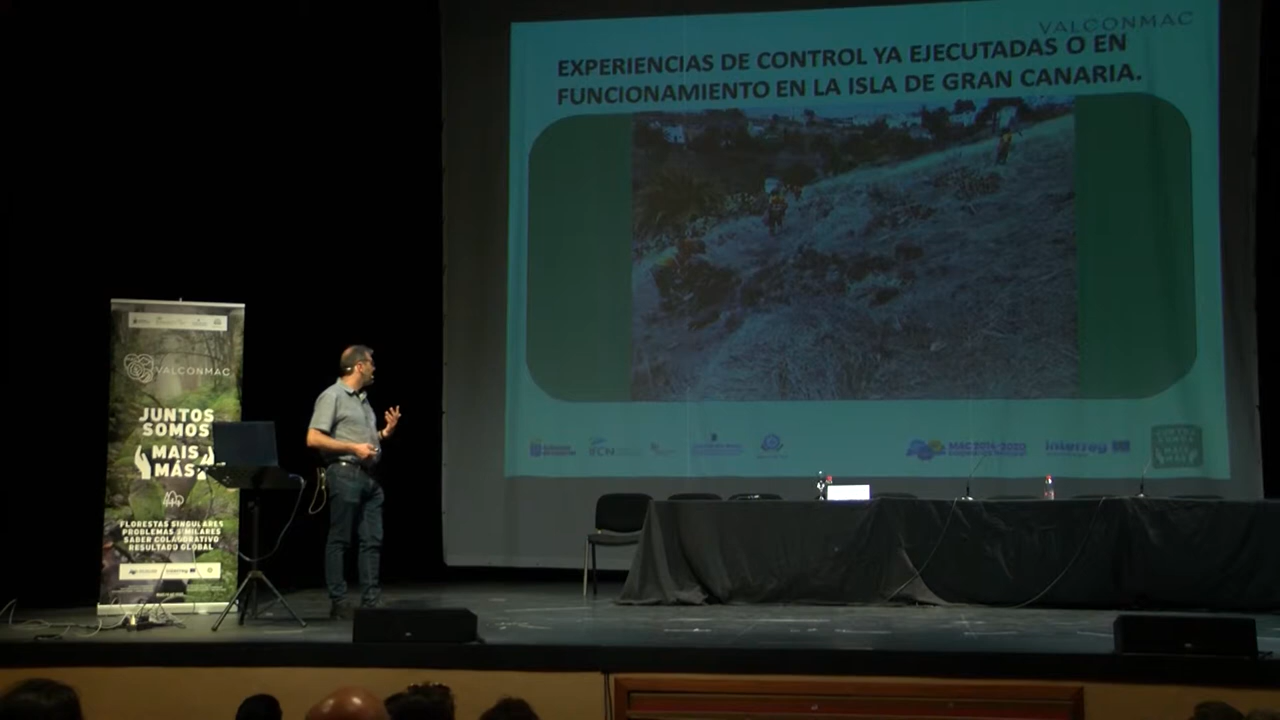 VALCONMAC
EXPERIENCIAS DE CONTROL YA EJECUTADAS O EN
FUNCIONAMIENTO EN LA ISLA DE GRAN CANARIA.
MAC 2014-2020
Interreg
VALCONMAC
JUNTOS
SOMOS
MAIS
MÁS
FLORESTAS SINGULARES
PROBLEMAS SIMILARES
SABER COLABORATIVO
RESULTADO GLOBAL